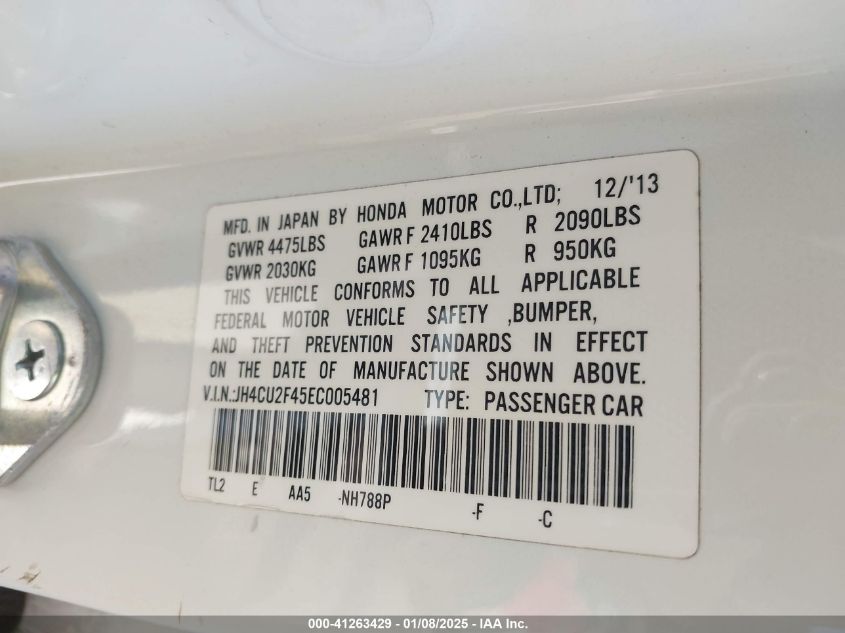 MFD. IN JAPAN BY HONDA MOTOR CO.,LTD; 12/'13
GVWR 4475LBS GAWR F 2410LBS R 2090LBS
GVWR 2030KG GAWR F 1095KG R 950KG
THIS VEHICLE CONFORMS TO ALL APPLICABLE
FEDERAL MOTOR VEHICLE SAFETY ,BUMPER,
AND THEFT PREVENTION STANDARDS IN EFFECT
ON THE DATE OF MANUFACTURE SHOWN ABOVE.
V.I.N.:JH4CU2F45EC005481 TYPE: PASSENGER CAR
TL2 E AA5 -NH788P -F -C
000-41263429 - 01/08/2025 - IAA Inc.